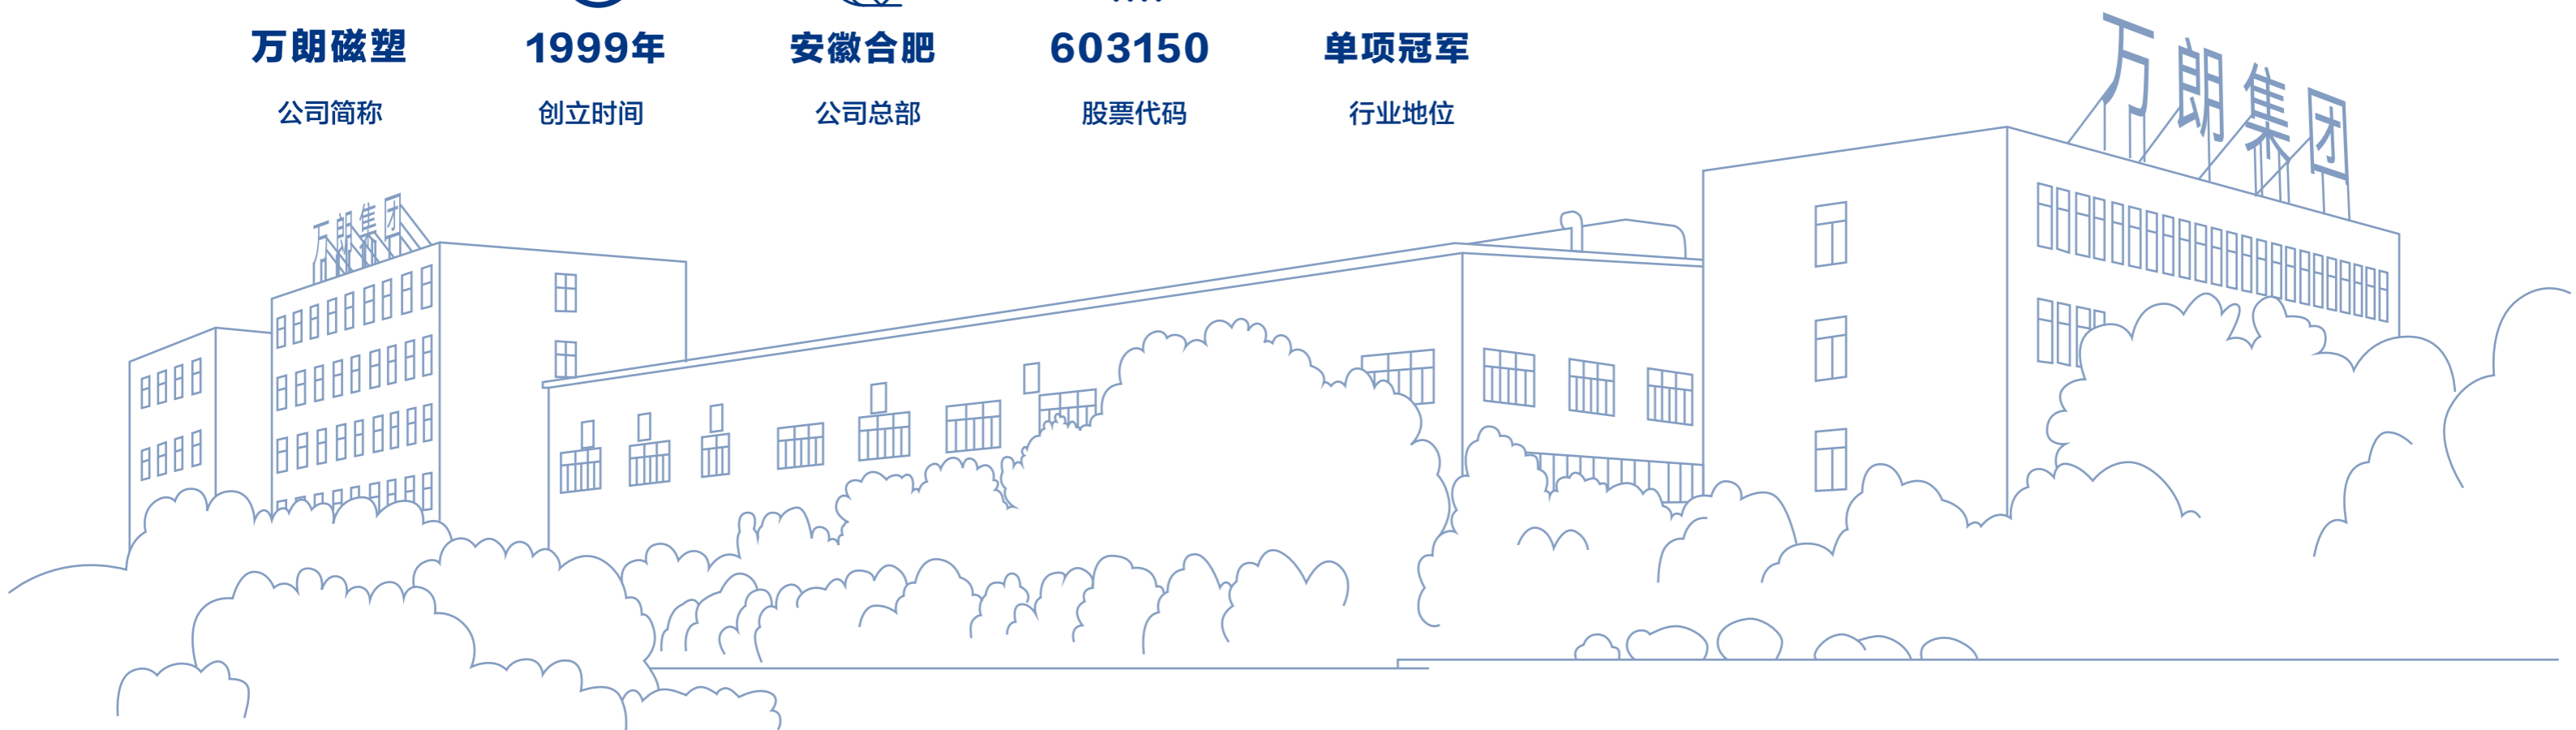 万朗磁塑
1999年
安徽合肥
603150
单项冠军
公司简称
创立时间
公司总部
股票代码
行业地位
万朗集团
万朗集团